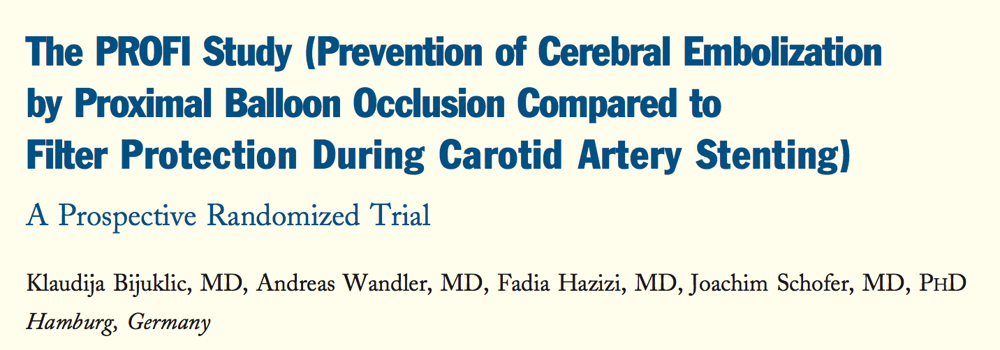 The PROFI Study (Prevention of Cerebral Embolization
by Proximal Balloon Occlusion Compared to
Filter Protection During Carotid Artery Stenting)
A Prospective Randomized Trial
Klaudija Bijuklic, MD, Andreas Wandler, MD, Fadia Hazizi, MD, Joachim Schofer, MD, PHD
Hamburg, Germany